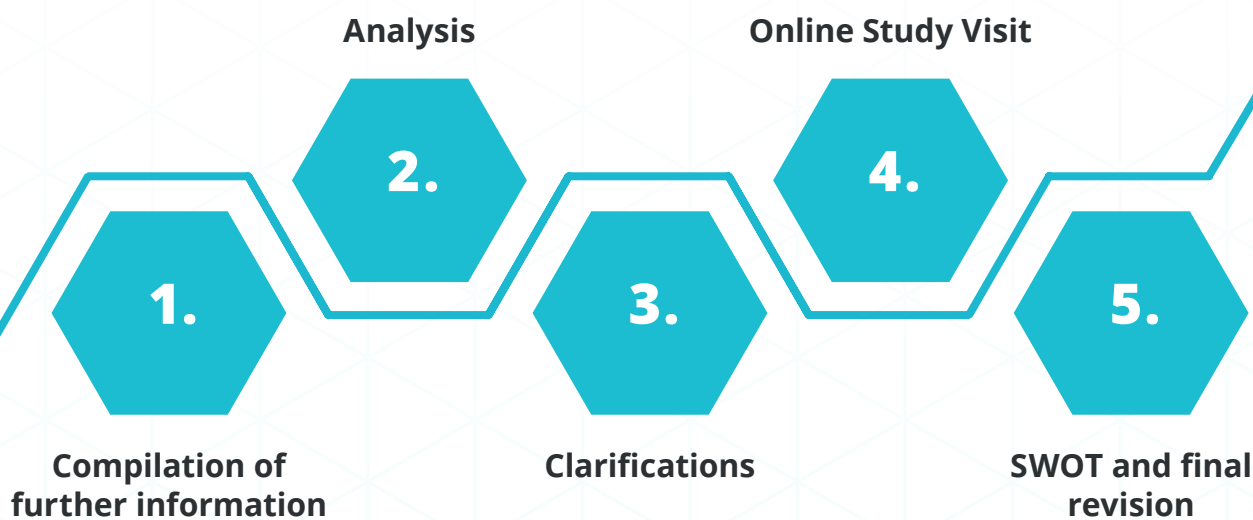 1.
Compilation of
further information
Analysis
2.
3.
Clarifications
Online Study Visit
4.
5.
SWOT and final
revision